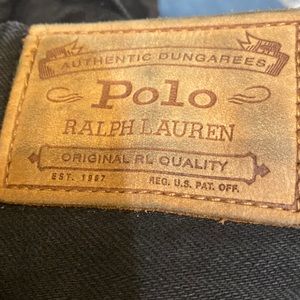 AUTHENTIC DUNGAREES
Polo
RALPH LAUREN
ORIGINAL RL QUALITY
EST. 1967 REG. U.S. PAT. OFF.